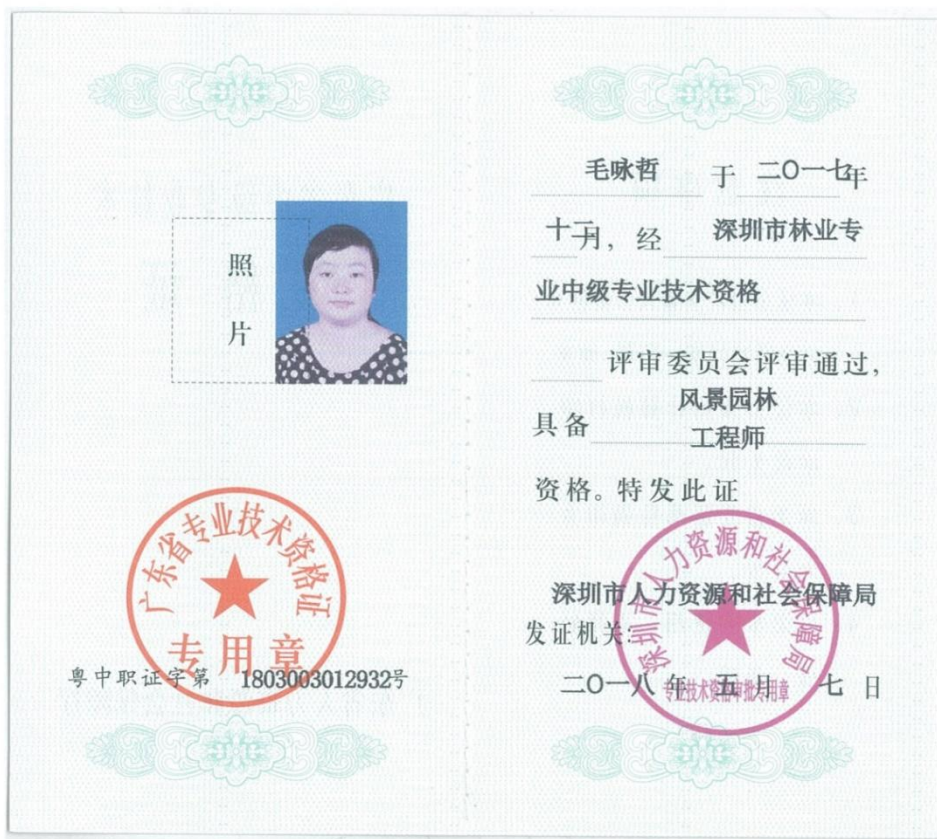 照
片
广东省专业技术资格证
专用章
粤中职证字第 1803003012932号
毛咏哲 于 二〇一七年
十二月，经 深圳市林业专
业中级专业技术资格
评审委员会评审通过，
风景园林
具备
工程师
资格。特发此证
深圳市人力资源和社会保障局
深圳市人力资源和社会保障局
发证机关：
专业技术资格审批专用章
二〇一八年 五月 七日